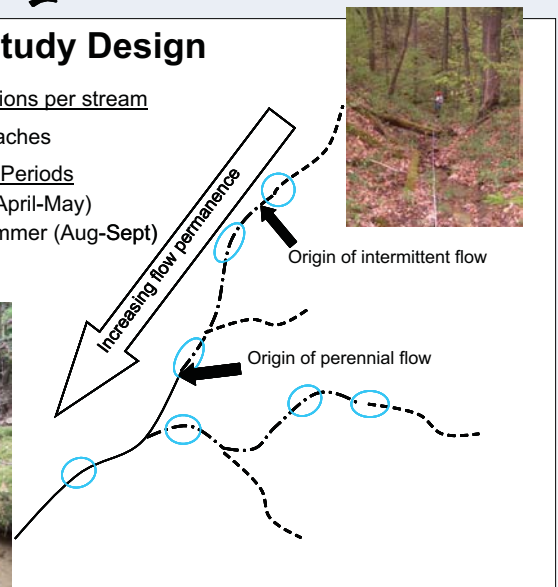 tudy Design
ions per stream
aches
Periods
April-May)
mmer (Aug-Sept)
Increasing flow permanence
Origin of intermittent flow
Origin of perennial flow